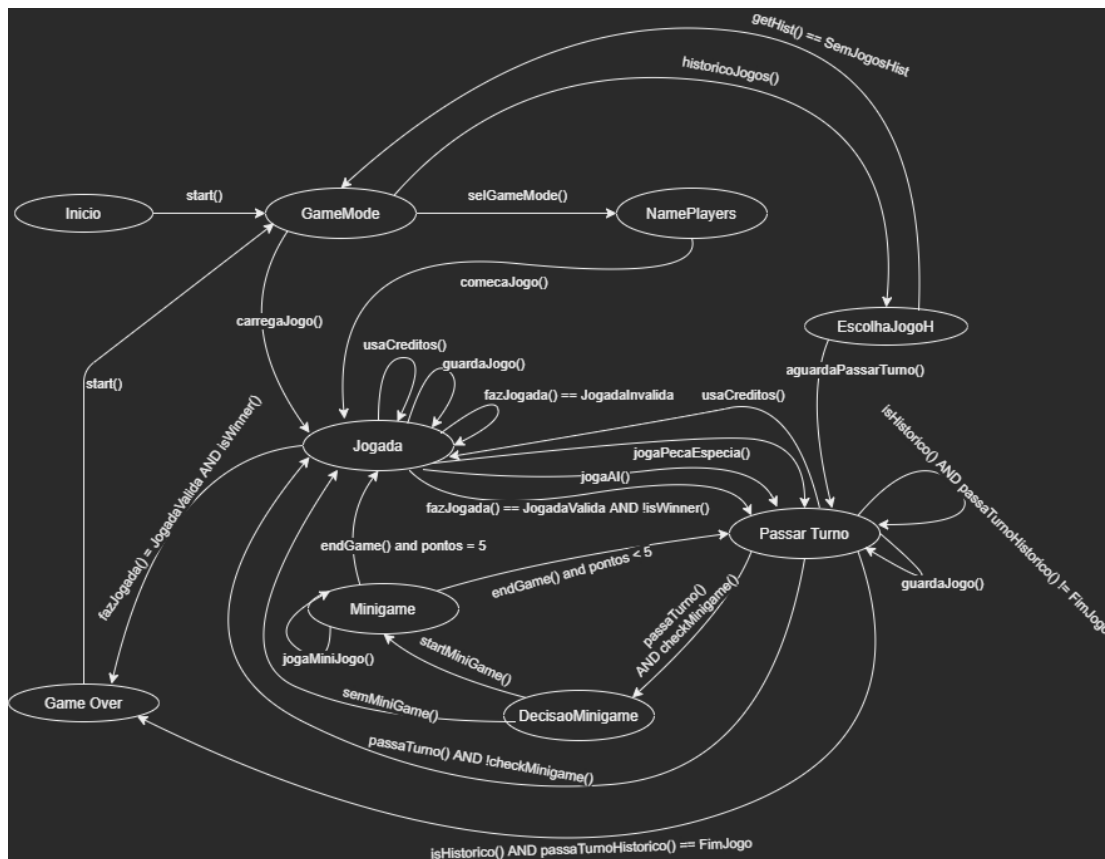 getHist() == SemJogosHist
historicoJogos()
start()
selGameMode()
Inicio
GameMode
NamePlayers
comecaJogo()
carregaJogo()
EscolhaJogoH
usaCreditos()
guardaJogo()
aguardaPassarTurno()
start()
fazJogada() == JogadaInvalida
usaCreditos()
isHistorico() AND passaTurnoHistorico() != FimJogo
Jogada
jogaPecaEspecia()
jogaAI()
fazJogada() = JogadaValida AND isWinner()
fazJogada() == JogadaValida AND !isWinner()
Passar Turno
endGame() and pontos = 5
endGame() and pontos < 5
guardaJogo()
Minigame
passaTurno()
AND checkMinigame()
jogaMiniJogo()
startMiniGame()
semMiniGame()
Game Over
DecisaoMinigame
passaTurno() AND !checkMinigame()
isHistorico() AND passaTurnoHistorico() == FimJogo